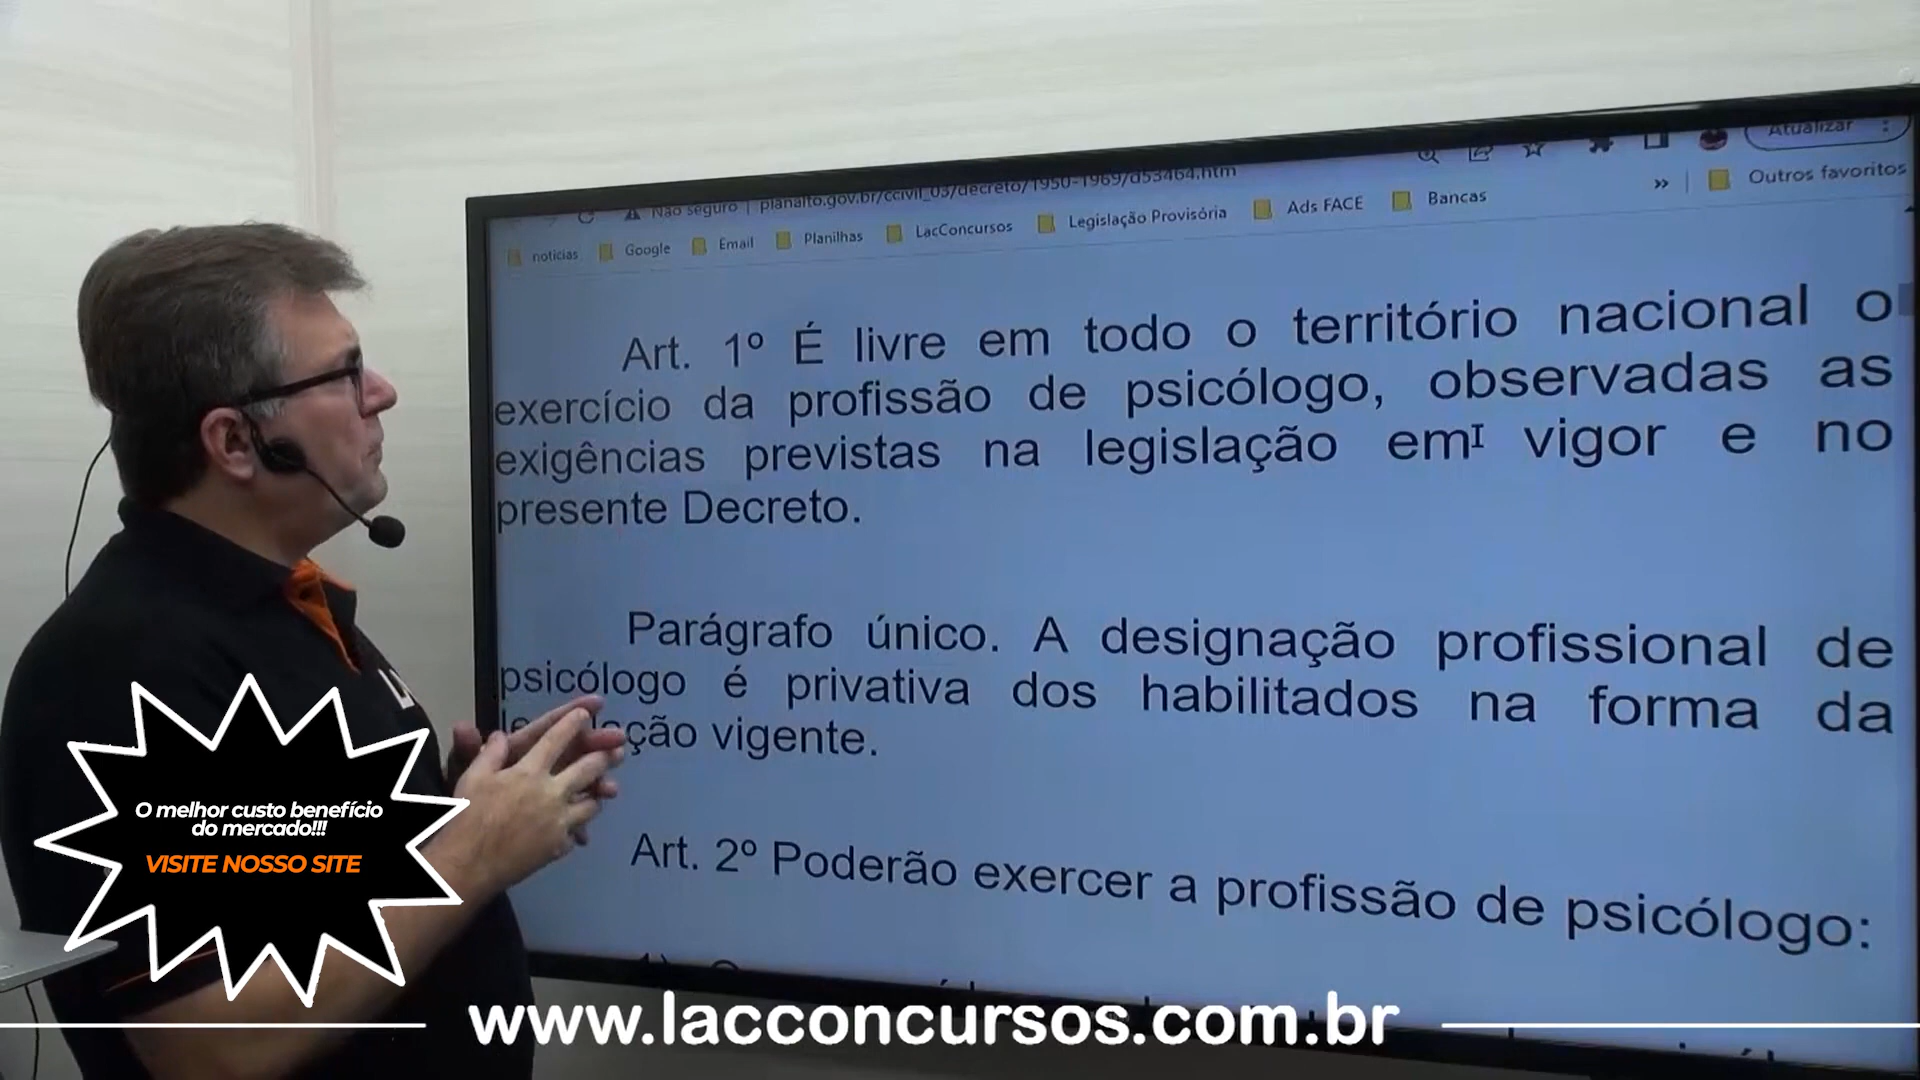 Atualizar
Não seguro | planalto.gov.br/ccivil_03/decreto/1950-1969/d53464.htm
noticias Google Email Planilhas LacConcursos Legislação Provisória Ads FACE Bancas » Outros favoritos
Art. 1º É livre em todo o território nacional o
exercício da profissão de psicólogo, observadas as
exigências previstas na legislação em vigor e no
presente Decreto.
Parágrafo único. A designação profissional de
psicólogo é privativa dos habilitados na forma da
vigente.
Art. 2º Poderão exercer a profissão de psicólogo:
O melhor custo benefício
do mercado!!!
VISITE NOSSO SITE
www.lacconcursos.com.br